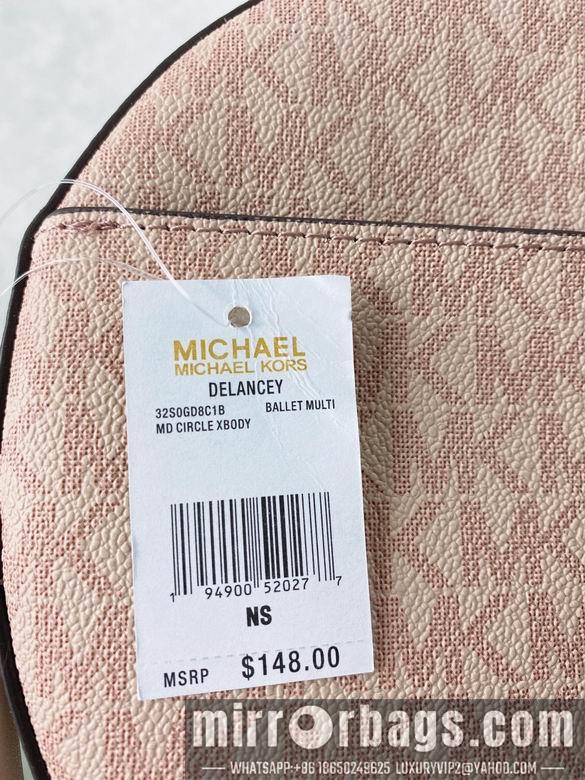 MICHAEL
MICHAEL KORS
DELANCEY
32S0GD8C1B BALLET MULTI
MD CIRCLE XBODY
1 94900 52027 7
NS
MSRP $148.00
mirrorbags.com
WHATSAPP:+86 18650249625 LUXURYVIP2@YAHOO.COM